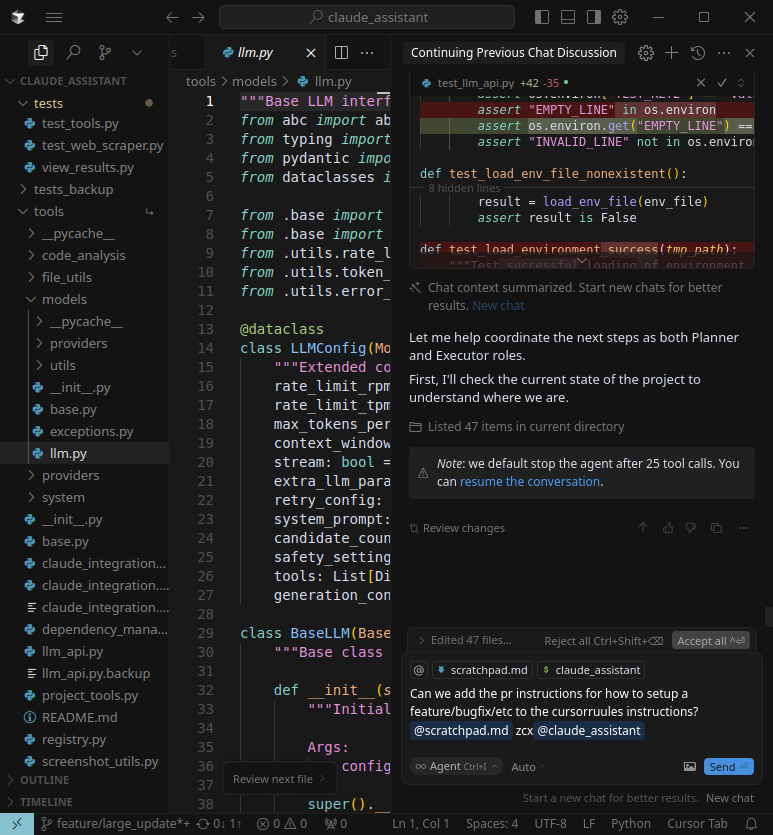 claude_assistant
CLAUDE_ASSISTANT
tests
test_tools.py
test_web_scraper.py
view_results.py
tests_backup
tools
__pycache__
code_analysis
file_utils
models
__pycache__
providers
utils
__init__.py
base.py
exceptions.py
llm.py
providers
system
__init__.py
base.py
claude_integration...
claude_integration....
claude_integration....
dependency_mana...
llm_api.py
llm_api.py.backup
project_tools.py
README.md
registry.py
screenshot_utils.py
OUTLINE
TIMELINE
s
llm.py
tools > models > llm.py
1 """Base LLM interf
2 from abc import ab
3 from typing import
4 from pydantic impo
5 from dataclasses i
6
7 from .base import
8 from .base import
9 from .utils.rate_l
10 from .utils.token_
11 from .utils.error_
12
13 @dataclass
14 class LLMConfig(Mo
15 """Extended co
16 rate_limit_rpm
17 rate_limit_tpm
18 max_tokens_per
19 context_window
20 stream: bool =
21 extra_llm_para
22 retry_config:
23 system_prompt:
24 candidate_coun
25 safety_setting
26 tools: List[Di
27 generation_con
28
29 class BaseLLM(Base
30 """Base class
31
32 def __init__(s
33 """Initial
34
35 Args:
36 config
37
38 super().__
Review next file
Continuing Previous Chat Discussion
test_llm_api.py +42 -35
assert "EMPTY_LINE" in os.environ
assert os.environ.get("EMPTY_LINE") ==
assert "INVALID_LINE" not in os.environ
def test_load_env_file_nonexistent():
8 hidden lines
result = load_env_file(env_file)
assert result is False
def test_load_environment_success(tmp_path):
"""Test successful loading of environment
Chat context summarized. Start new chats for better
results. New chat
Let me help coordinate the next steps as both Planner
and Executor roles.
First, I'll check the current state of the project to
understand where we are.
Listed 47 items in current directory
Note: we default stop the agent after 25 tool calls. You
can resume the conversation.
Review changes
Edited 47 files... Reject all Ctrl+Shift+⌫ Accept all ^⏎
@ scratchpad.md $ claude_assistant
Can we add the pr instructions for how to setup a
feature/bugfix/etc to the cursorruules instructions?
@scratchpad.md zcx @claude_assistant
∞ Agent Ctrl+I Auto Send ⏎
Start a new chat for better results. New chat
feature/large_update*+ 0↓ 1↑ 0 0 0 Ln 1, Col 1 Spaces: 4 UTF-8 LF Python Cursor Tab